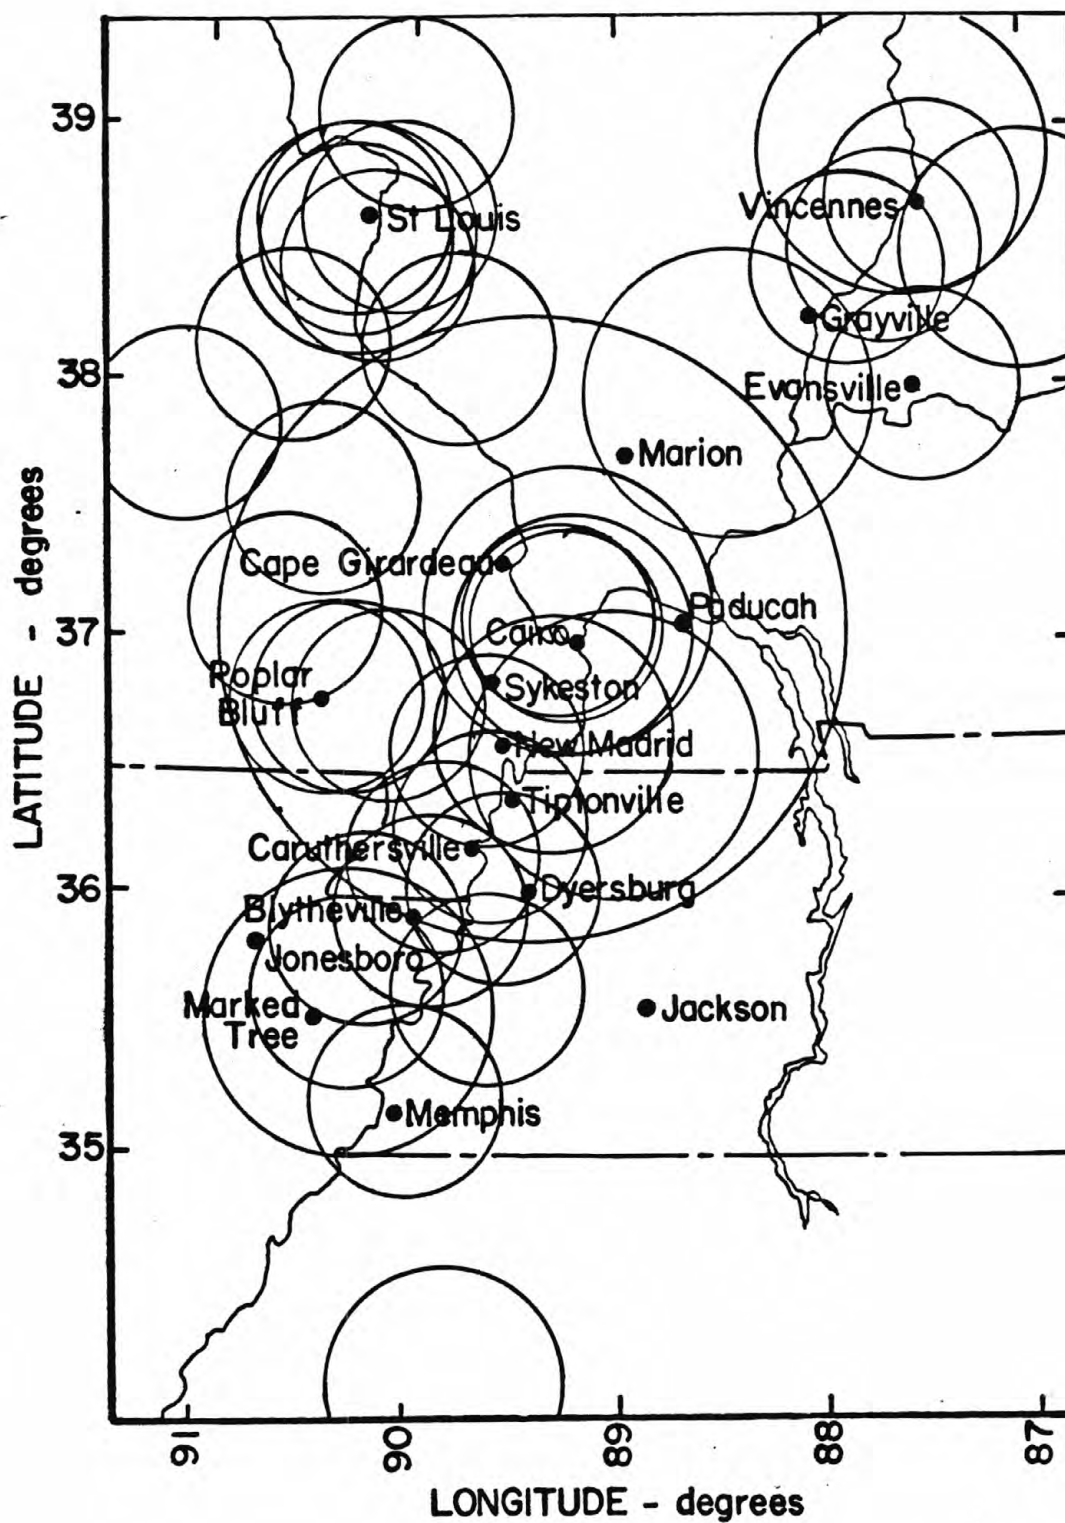 39
St Louis
Vincennes
Grayville
38
Evansville
Marion
Cape Girardeau
37
Paducah
Cairo
Poplar
Bluff
Sykeston
New Madrid
Tiptonville
Caruthersville
36
Dyersburg
Blytheville
Jonesboro
Marked
Tree
Jackson
Memphis
35
LATITUDE - degrees
91
90
89
88
87
LONGITUDE - degrees